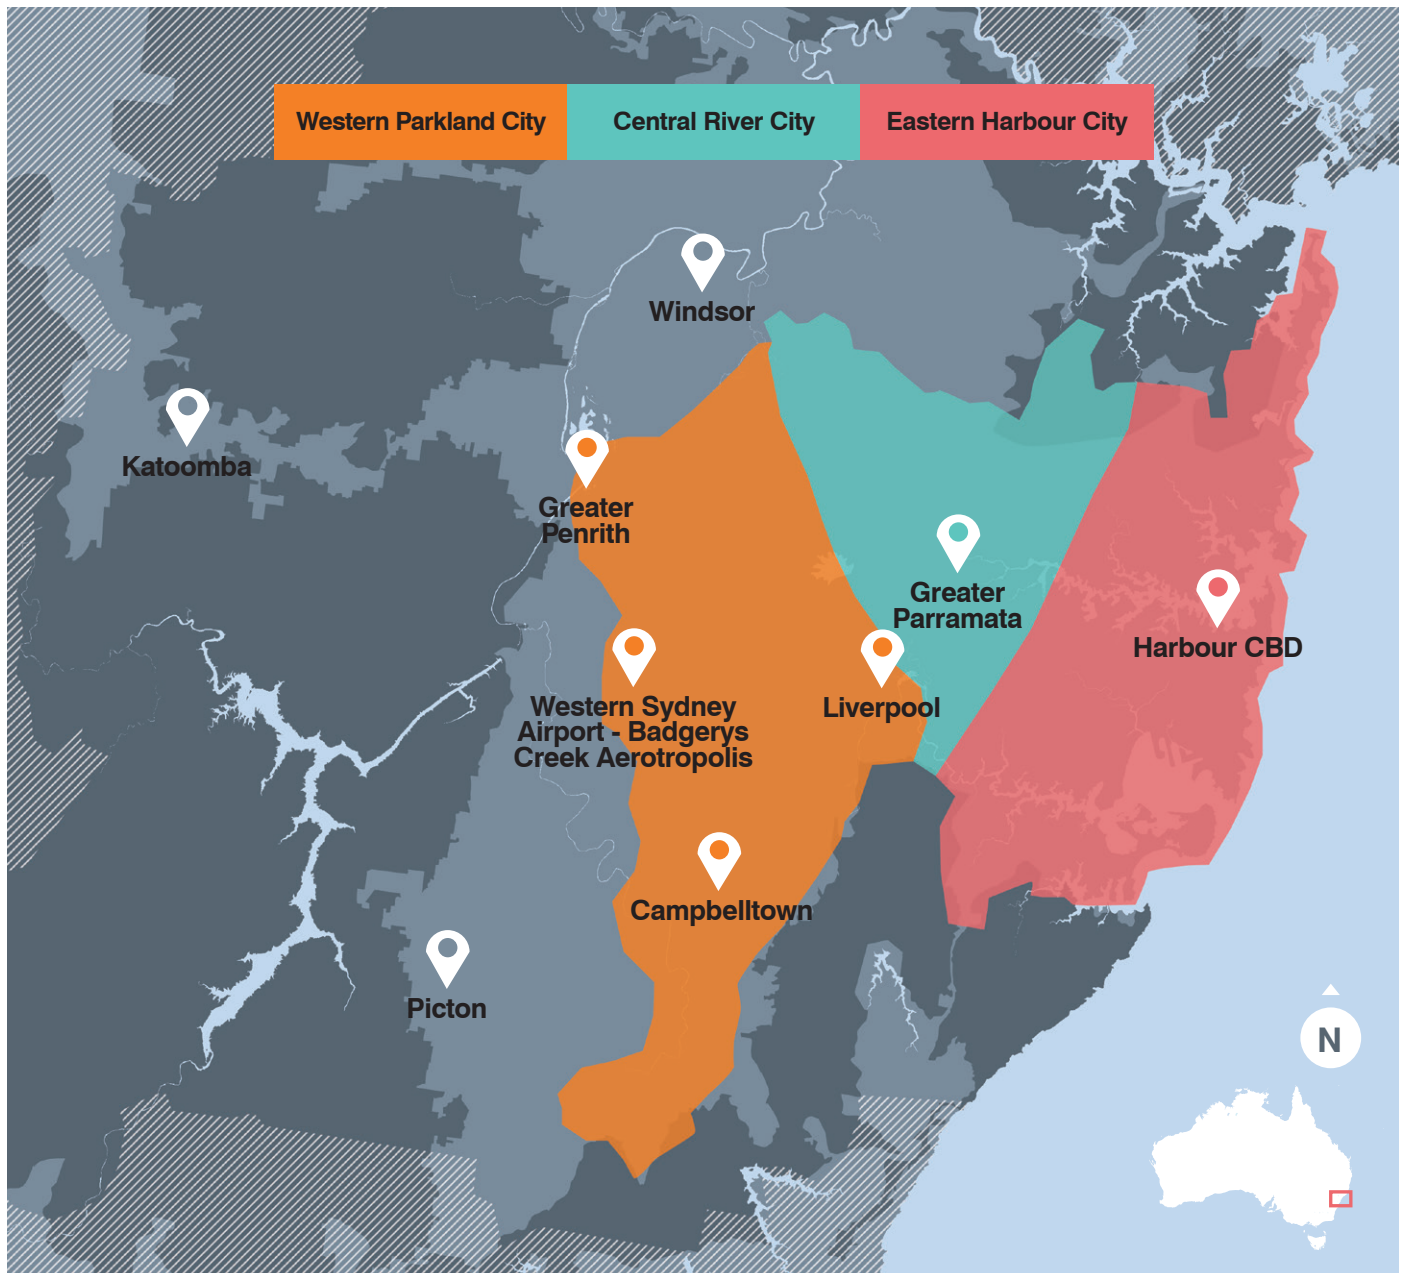 Western Parkland City
Central River City
Eastern Harbour City
Windsor
Katoomba
Greater
Penrith
Greater
Parramata
Harbour CBD
Western Sydney
Airport - Badgerys
Creek Aerotropolis
Liverpool
Campbelltown
Picton
N